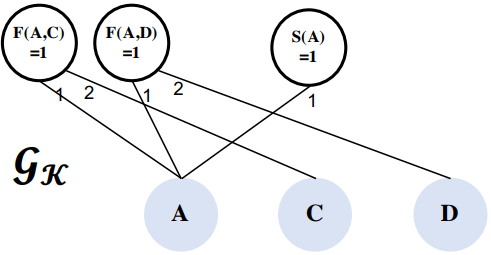 F(A,C)
=1
F(A,D)
=1
S(A)
=1
1 2 1 2 1
𝓖𝓚
A C D